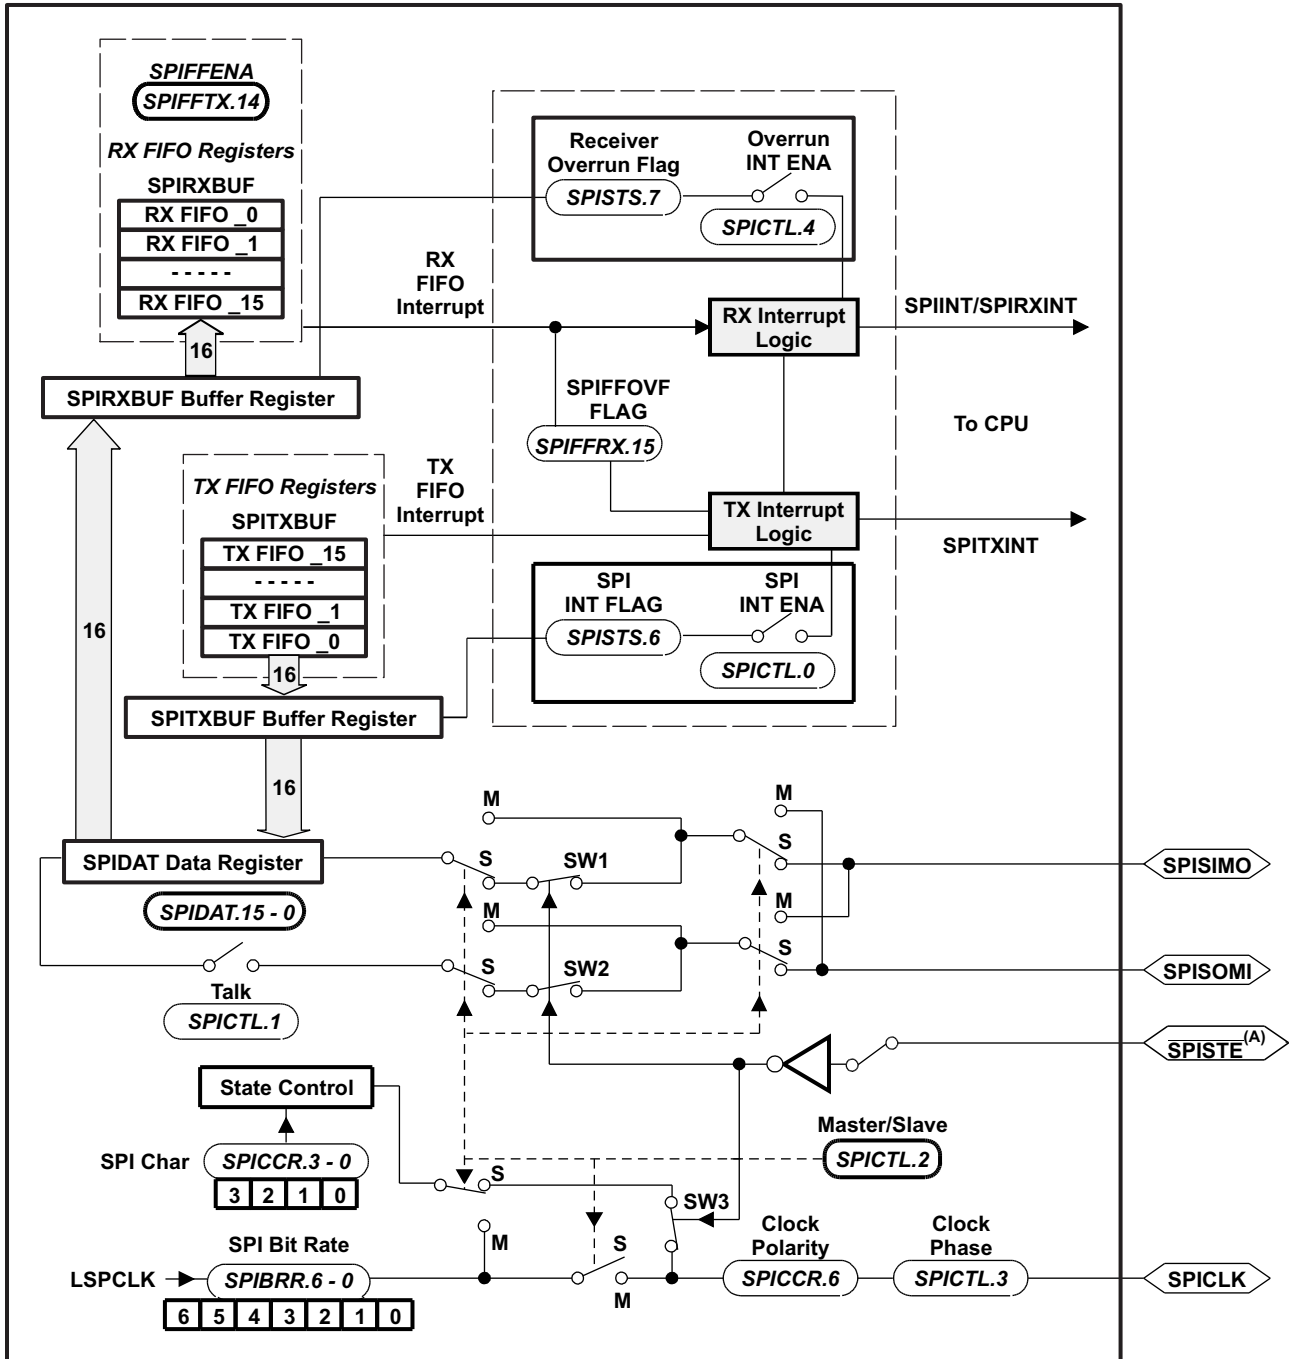 SPIFFENA
SPIFFTX.14
RX FIFO Registers
SPIRXBUF
RX FIFO _0
RX FIFO _1
- - - - -
RX FIFO _15
16
SPIRXBUF Buffer Register
Receiver
Overrun Flag
SPISTS.7
Overrun
INT ENA
SPICTL.4
RX
FIFO
Interrupt
RX Interrupt
Logic
SPIINT/SPIRXINT
SPIFFOVF
FLAG
SPIFFRX.15
To CPU
TX FIFO Registers
SPITXBUF
TX FIFO _15
- - - - -
TX FIFO _1
TX FIFO _0
16
TX
FIFO
Interrupt
TX Interrupt
Logic
SPITXINT
SPI
INT FLAG
SPISTS.6
SPI
INT ENA
SPICTL.0
16
SPITXBUF Buffer Register
16
SPIDAT Data Register
SPIDAT.15 - 0
M
S
SW1
M
S
SPISIMO
M
S
SW2
M
S
SPISOMI
Talk
SPICTL.1
SPISTE(A)
State Control
Master/Slave
SPICTL.2
SPI Char
SPICCR.3 - 0
3 2 1 0
S
M
SW3
SPI Bit Rate
LSPCLK
SPIBRR.6 - 0
6 5 4 3 2 1 0
S
M
Clock
Polarity
SPICCR.6
Clock
Phase
SPICTL.3
SPICLK